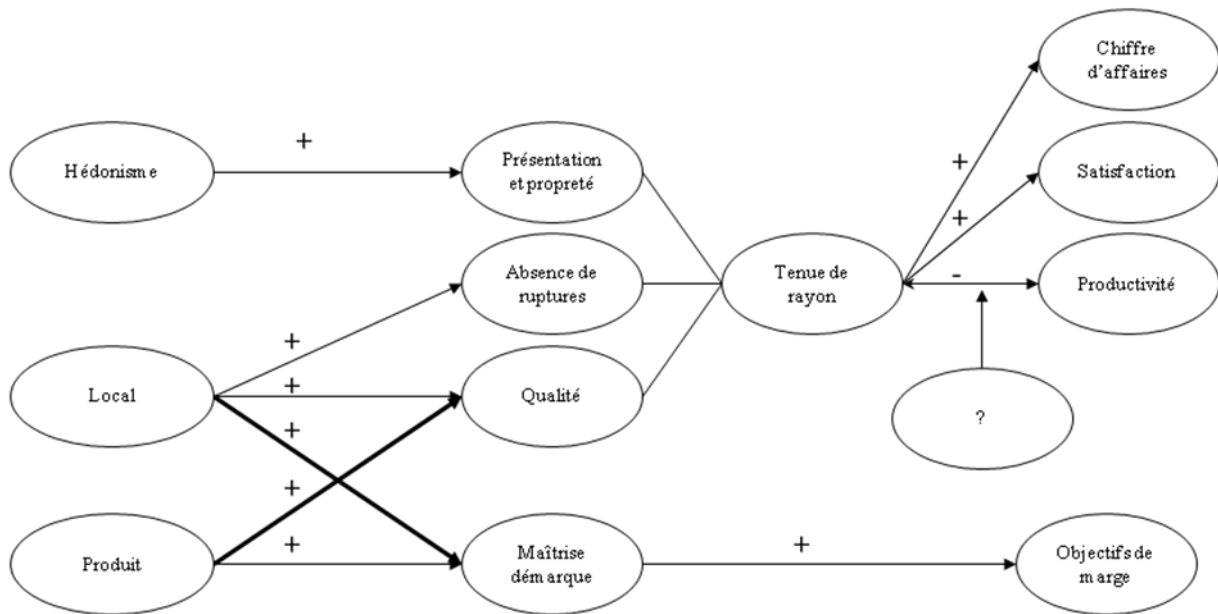 Chiffre
d'affaires
+
Hédonisme
Présentation
et propreté
+
Satisfaction
+
Absence de
ruptures
Tenue de
rayon
-
Productivité
+
+
Local
Qualité
?
+
+
+
Produit
Maîtrise
démarque
+
Objectifs de
marge